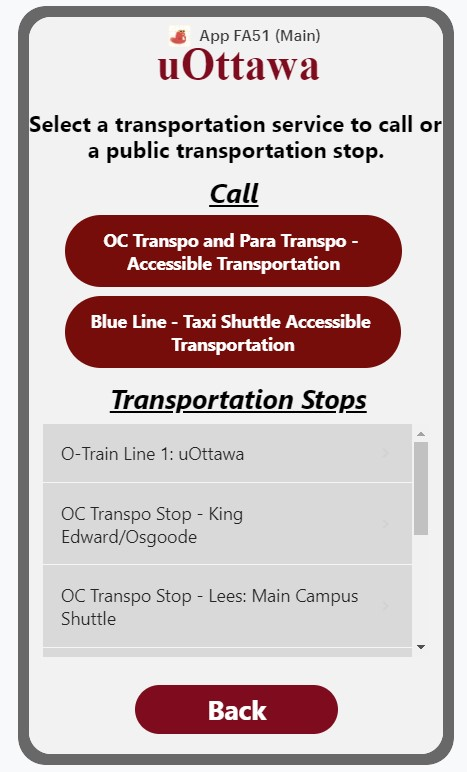 App FA51 (Main)
uOttawa
Select a transportation service to call or
a public transportation stop.
Call
OC Transpo and Para Transpo -
Accessible Transportation
Blue Line - Taxi Shuttle Accessible
Transportation
Transportation Stops
O-Train Line 1: uOttawa
OC Transpo Stop - King
Edward/Osgoode
OC Transpo Stop - Lees: Main Campus
Shuttle
Back